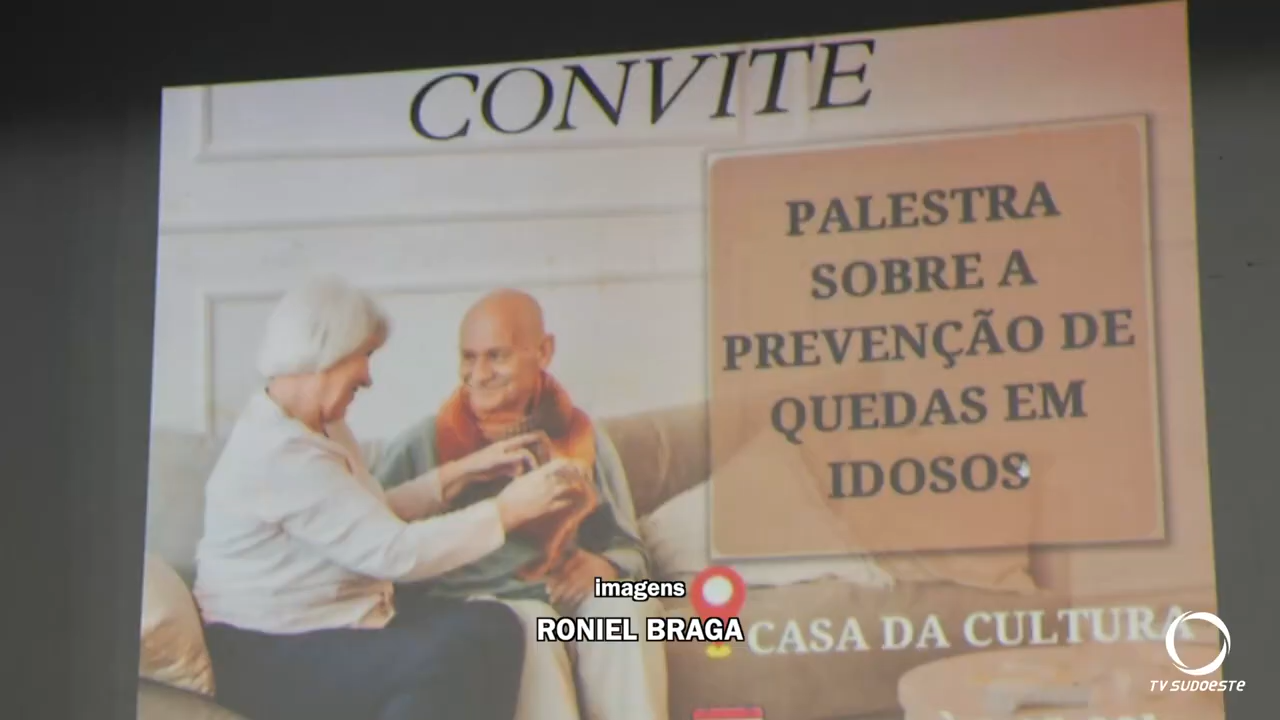 CONVITE
PALESTRA
SOBRE A
PREVENÇÃO DE
QUEDAS EM
IDOSOS
imagens
RONIEL BRAGA
CASA DA CULTURA
TV SUDOESTE